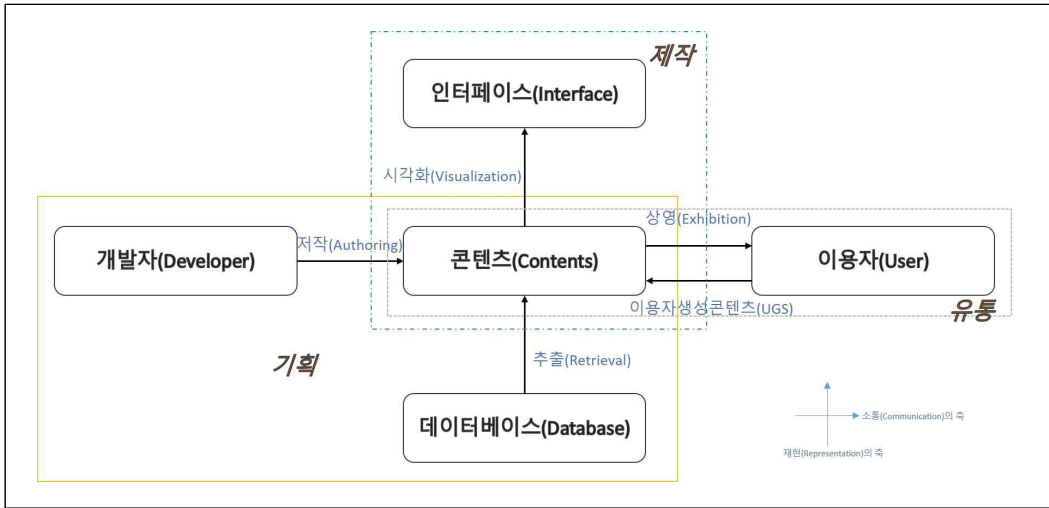 제작
인터페이스(Interface)
시각화(Visualization)
상영(Exhibition)
개발자(Developer)
저작(Authoring)
콘텐츠(Contents)
이용자(User)
이용자생성콘텐츠(UGS)
유통
기획
추출(Retrieval)
데이터베이스(Database)
소통(Communication)의 축
재현(Representation)의 축